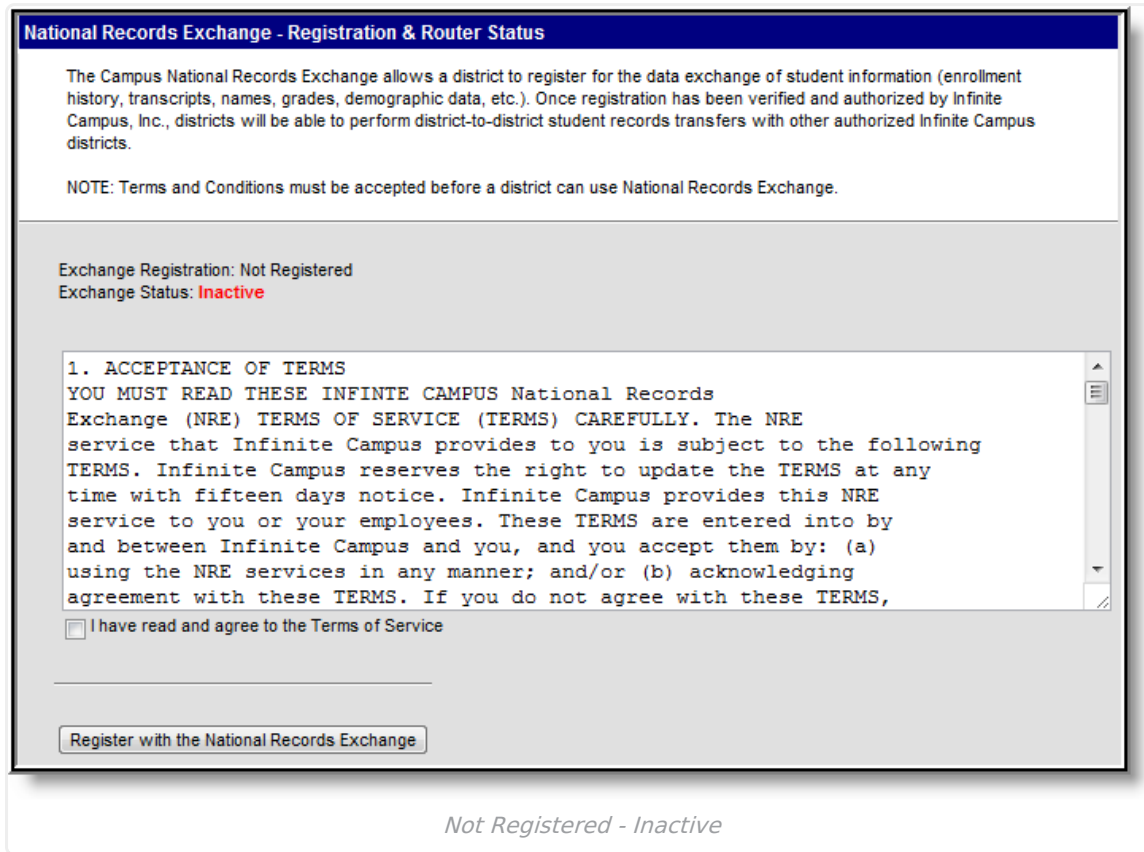 National Records Exchange - Registration & Router Status
The Campus National Records Exchange allows a district to register for the data exchange of student information (enrollment
history, transcripts, names, grades, demographic data, etc.). Once registration has been verified and authorized by Infinite
Campus, Inc., districts will be able to perform district-to-district student records transfers with other authorized Infinite Campus
districts.
NOTE: Terms and Conditions must be accepted before a district can use National Records Exchange.
Exchange Registration: Not Registered
Exchange Status: Inactive
1. ACCEPTANCE OF TERMS
YOU MUST READ THESE INFINTE CAMPUS National Records
Exchange (NRE) TERMS OF SERVICE (TERMS) CAREFULLY. The NRE
service that Infinite Campus provides to you is subject to the following
TERMS. Infinite Campus reserves the right to update the TERMS at any
time with fifteen days notice. Infinite Campus provides this NRE
service to you or your employees. These TERMS are entered into by
and between Infinite Campus and you, and you accept them by: (a)
using the NRE services in any manner; and/or (b) acknowledging
agreement with these TERMS. If you do not agree with these TERMS,
I have read and agree to the Terms of Service
Register with the National Records Exchange
Not Registered - Inactive